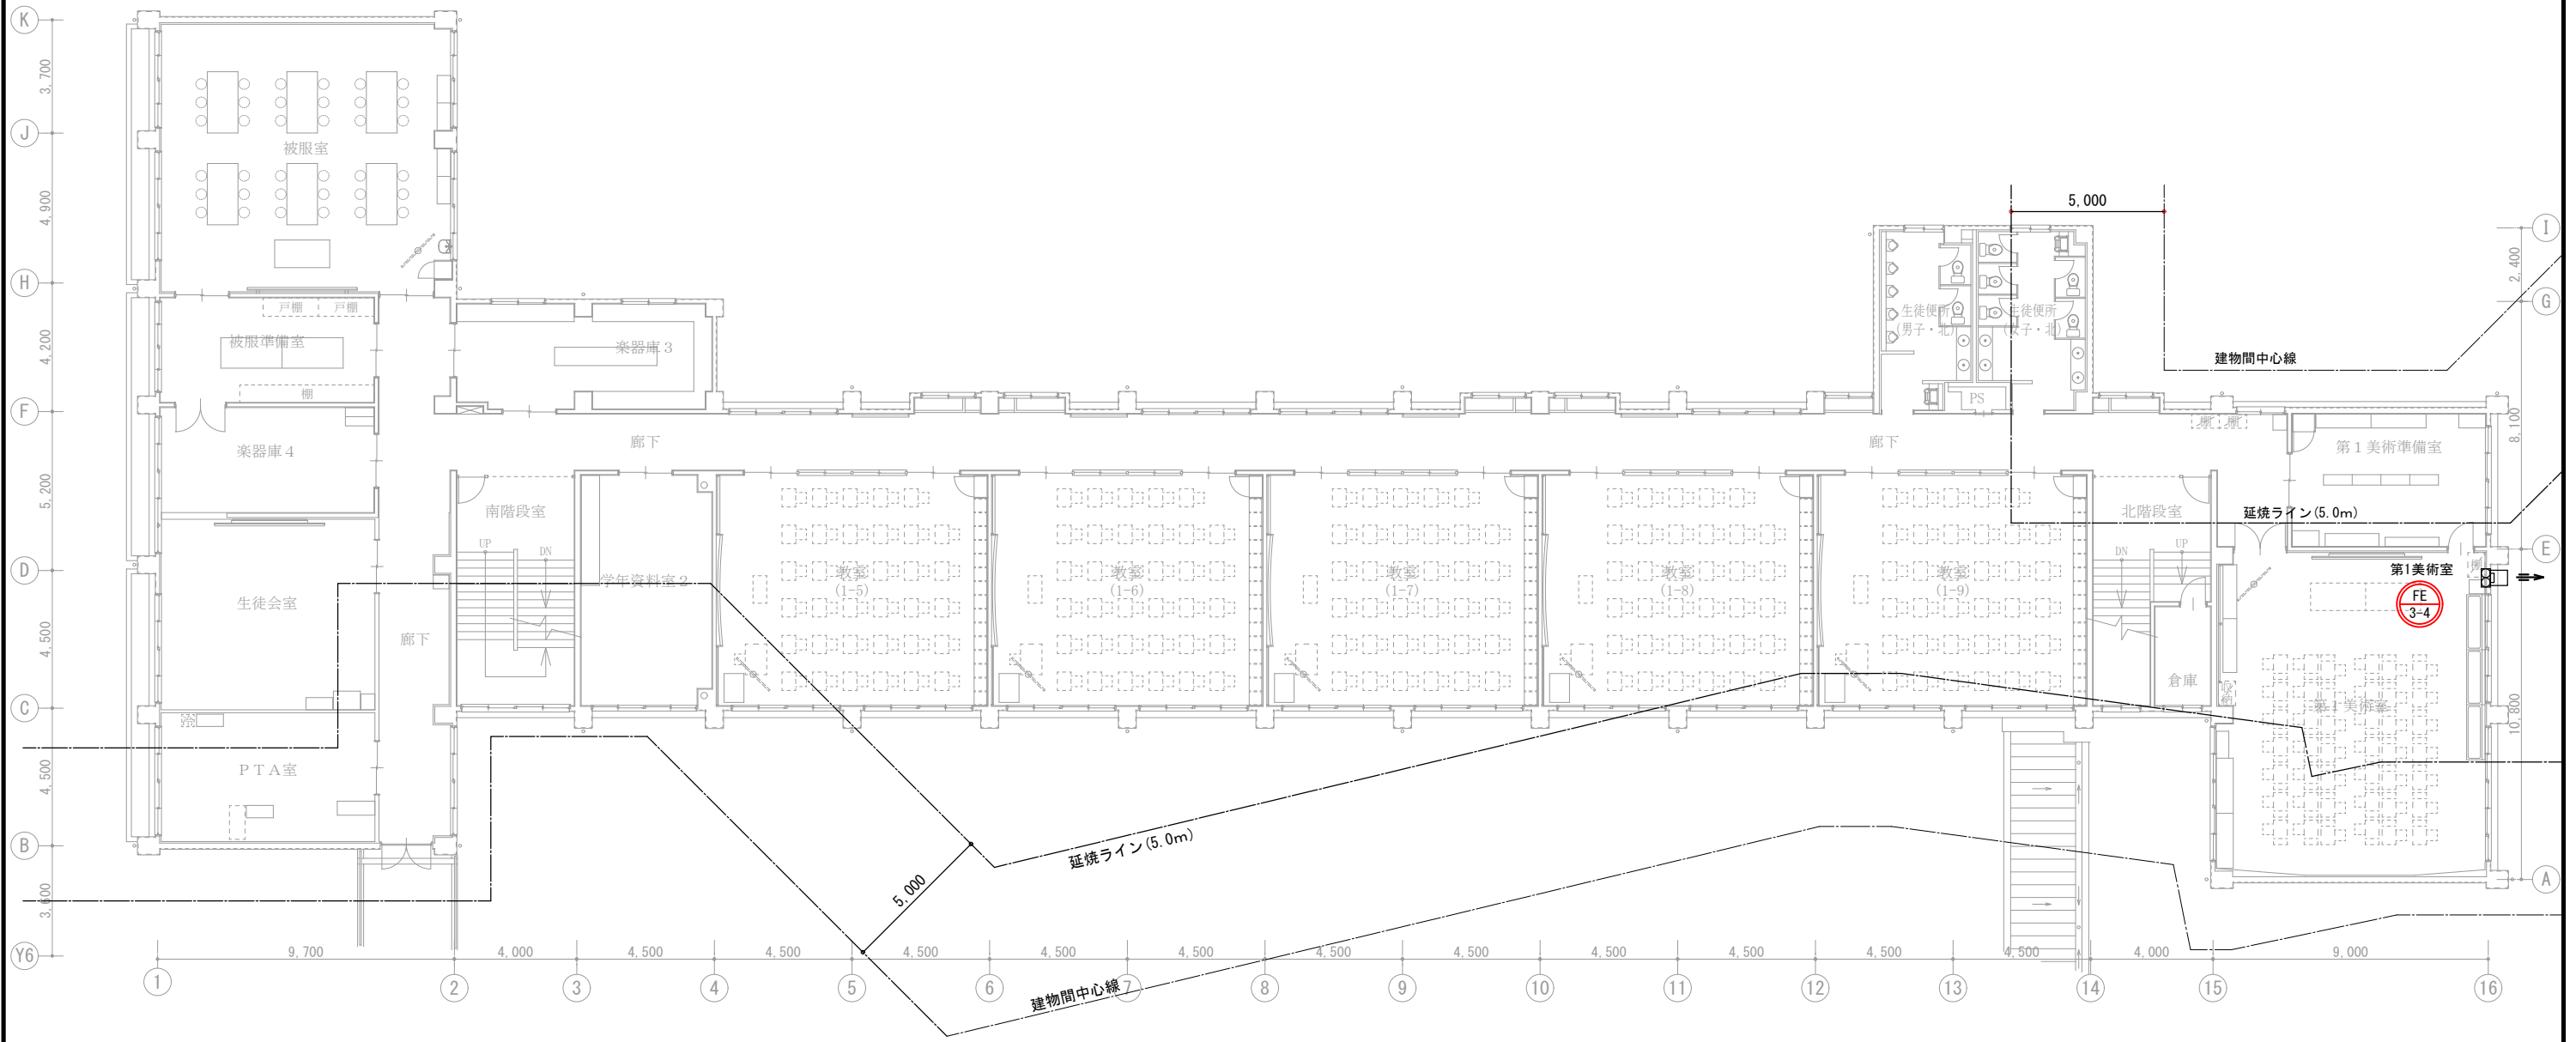 K
3,700
J
4,900
H
4,200
F
5,200
D
4,500
C
4,500
B
3,600
Y6
被服室
戸棚
戸棚
被服準備室
棚
楽器庫3
楽器庫4
廊下
南階段室
UP
DN
学年資料室2
生徒会室
廊下
冷
PTA室
教室
(1-5)
教室
(1-6)
教室
(1-7)
教室
(1-8)
教室
(1-9)
廊下
生徒便所
(男子・北)
生徒便所
(女子・北)
PS
5,000
建物間中心線
棚
棚
第1美術準備室
北階段室
延焼ライン(5.0m)
DN
UP
倉庫
収納
棚
第1美術室
FE
3-4
第1美術室
I
2,400
G
8,100
E
10,800
A
延焼ライン(5.0m)
5,000
建物間中心線
9,700
4,000
4,500
4,500
4,500
4,500
4,500
4,500
4,500
4,500
4,500
4,500
4,500
4,000
9,000
1
2
3
4
5
6
7
8
9
10
11
12
13
14
15
16